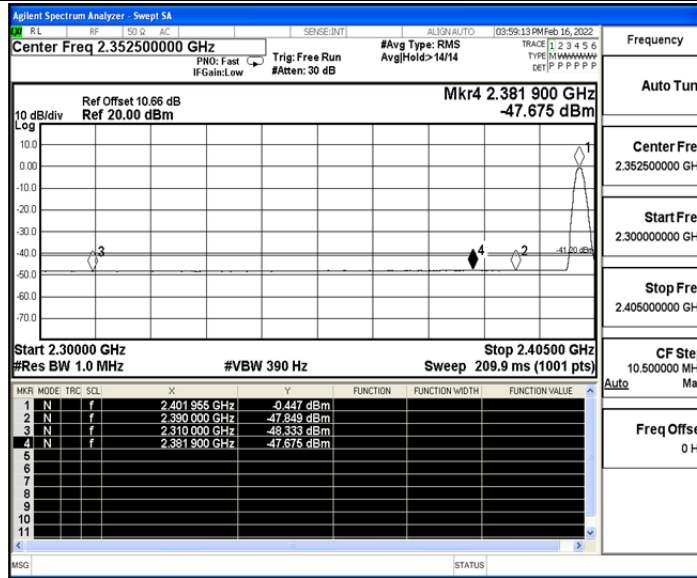 Agilent Spectrum Analyzer - Swept SA
RL RF 50 Ω AC SENSE:INT ALIGN AUTO 03:59:13 PM Feb 16, 2022
Center Freq 2.352500000 GHz
PNO: Fast
IFGain:Low
Trig: Free Run
#Atten: 30 dB
#Avg Type: RMS
Avg|Hold:>14/14
TRACE 1 2 3 4 5 6
TYPE MWWWWW
DET P P P P P P
Frequency
Auto Tun
Center Fre
2.352500000 GH
Start Fre
2.300000000 GH
Stop Fre
2.405000000 GH
CF Ste
10.500000 MH
Auto Ma
Freq Offse
0 H
Mkr4 2.381 900 GHz
-47.675 dBm
Ref Offset 10.66 dB
10 dB/div Ref 20.00 dBm
Log
10.0
0.00
-10.0
-20.0
-30.0
-40.0
-50.0
-60.0
-70.0
1
2
3
4
-41.20 dBm
Start 2.30000 GHz Stop 2.40500 GHz
#Res BW 1.0 MHz #VBW 390 Hz Sweep 209.9 ms (1001 pts)
MKR MODE TRC SCL X Y FUNCTION FUNCTION WIDTH FUNCTION VALUE
1 N f 2.401 955 GHz -0.447 dBm
2 N f 2.390 000 GHz -47.849 dBm
3 N f 2.310 000 GHz -48.333 dBm
4 N f 2.381 900 GHz -47.675 dBm
5
6
7
8
9
10
11
MSG STATUS